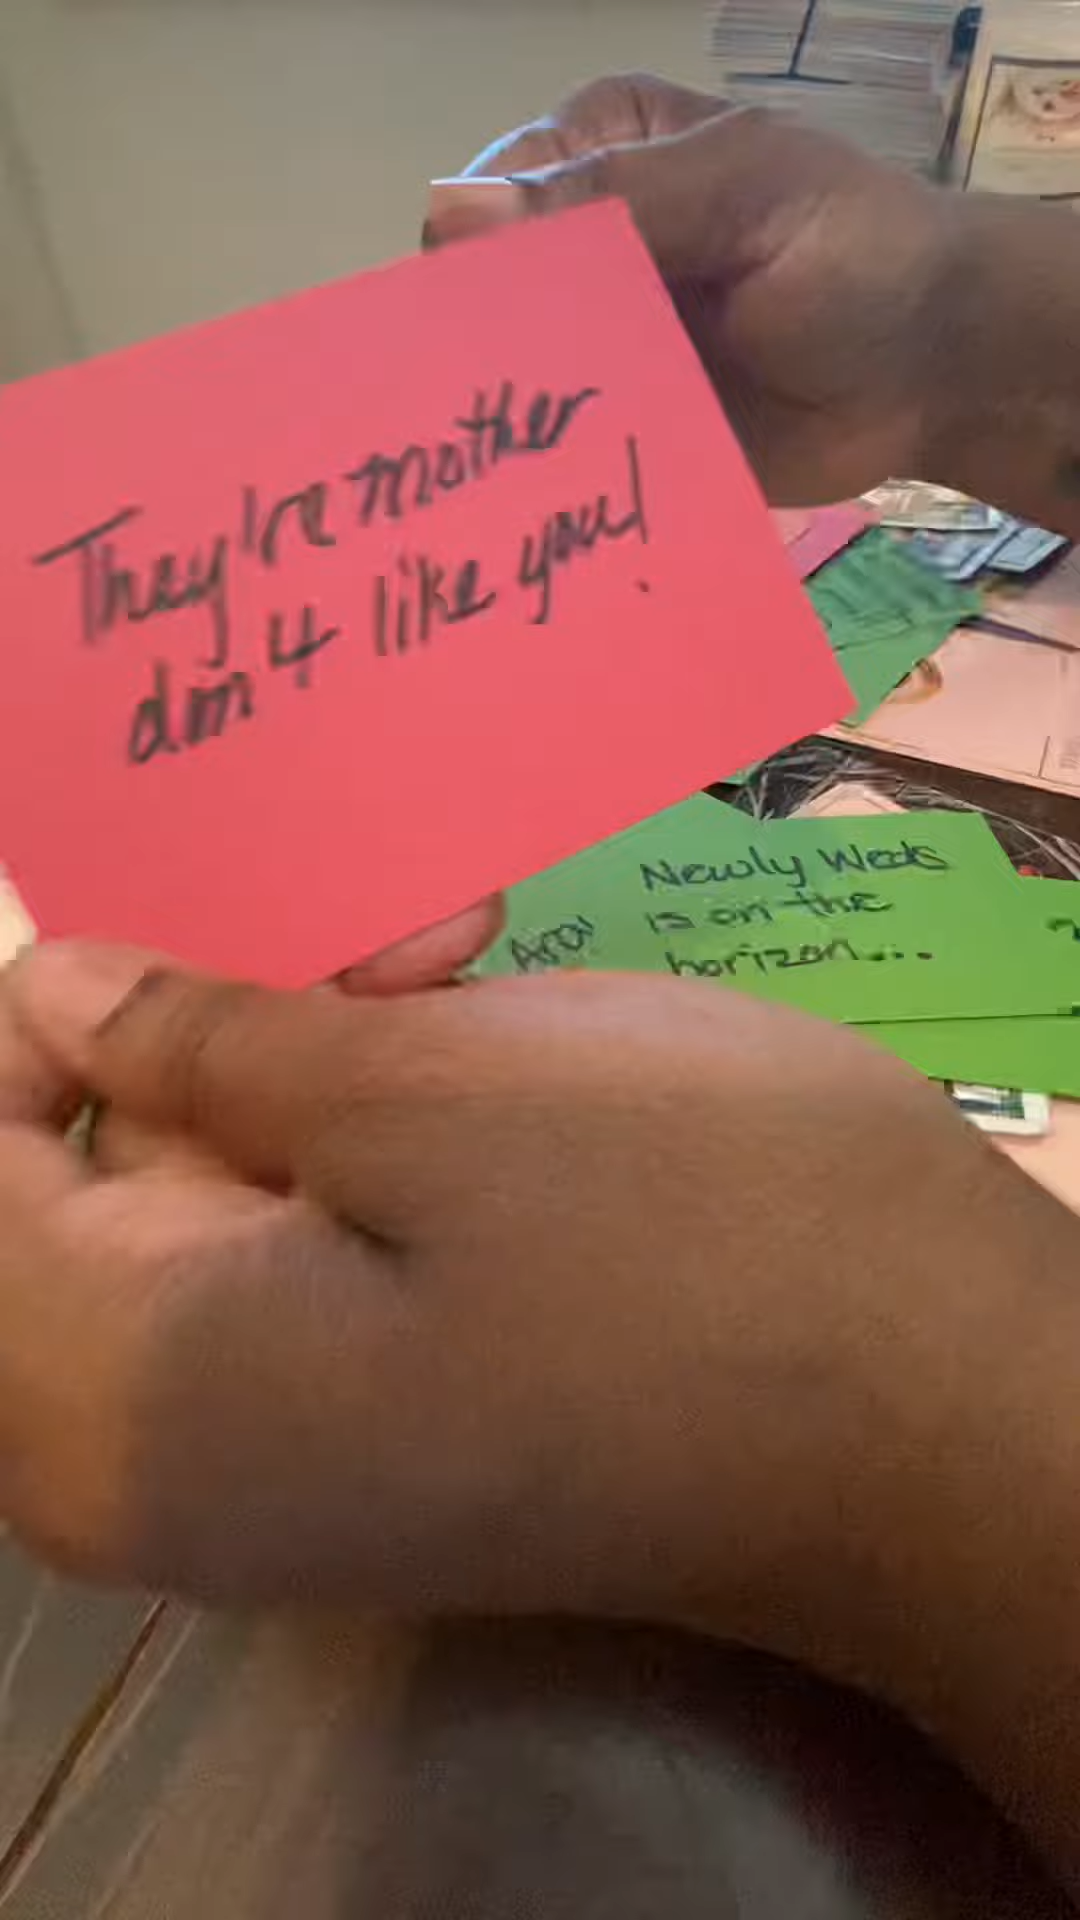 They're mother
dm 4 like you!
Newly Weds
is on the
horizon...